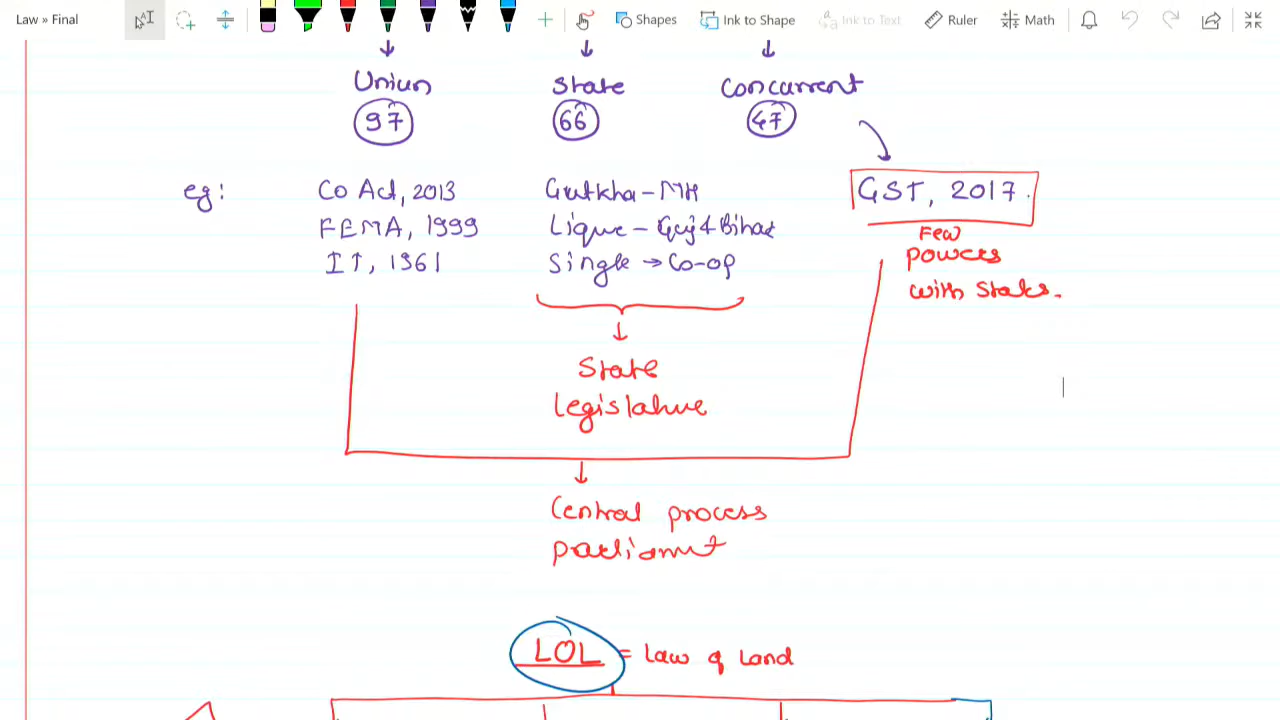 Law » Final
Shapes
Ink to Shape
Ink to Text
Ruler
Math
Union
State
Concurrent
97
66
47
eg:
Co Act, 2013
Gutkha - MH
GST, 2017.
FEMA, 1999
Lique - Guj & Bihar
Few
IT, 1961
Single → Co-op
powers
with States.
State
legislature
Central process
parliament
LOL = Law of Land